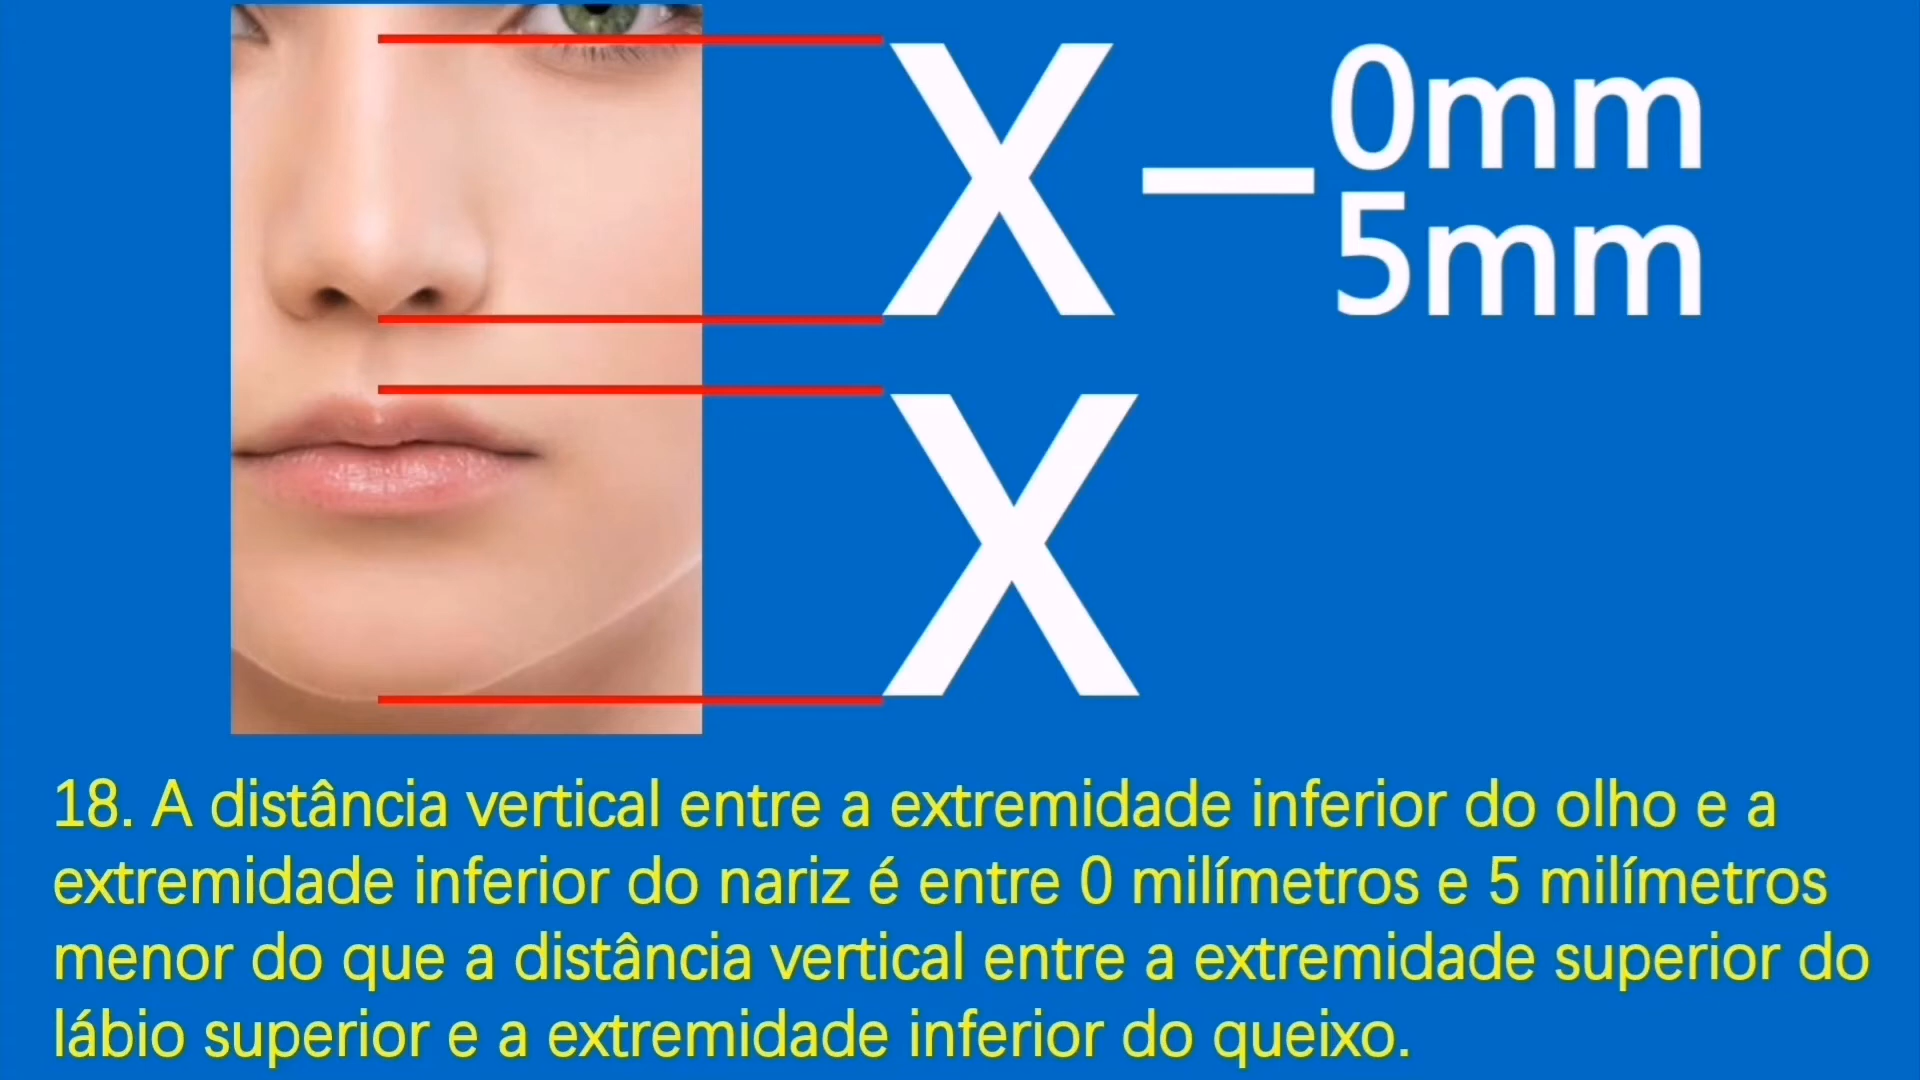 X – 0mm
5mm
X
18. A distância vertical entre a extremidade inferior do olho e a
extremidade inferior do nariz é entre 0 milímetros e 5 milímetros
menor do que a distância vertical entre a extremidade superior do
lábio superior e a extremidade inferior do queixo.